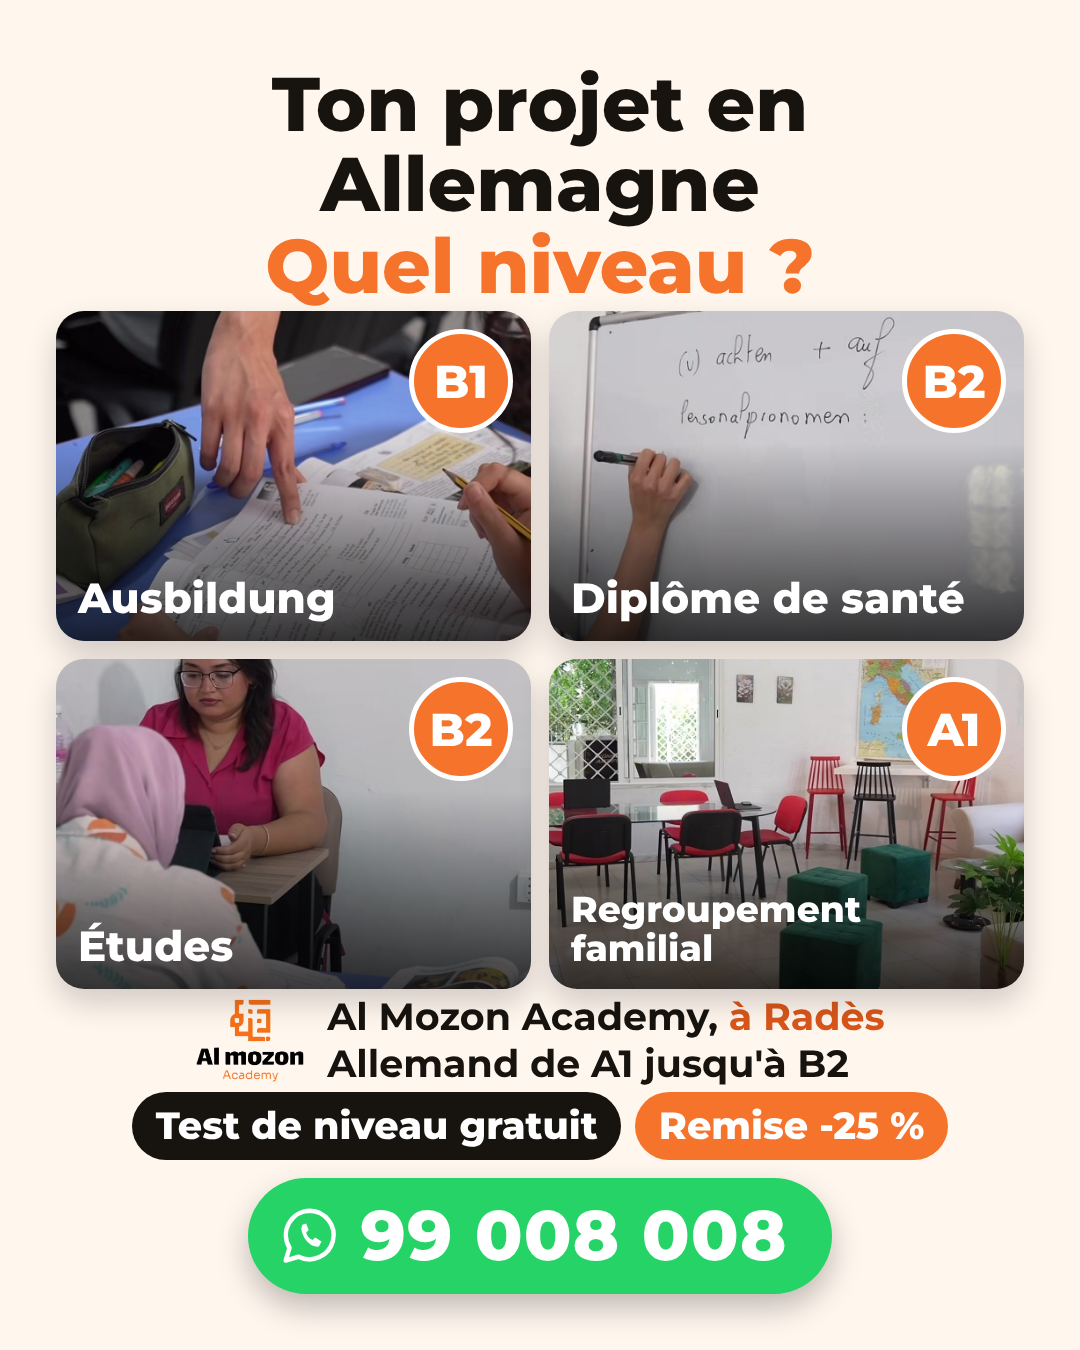 Ton projet en
Allemagne
Quel niveau ?
B1
(v) achten + auf
Personalpronomen :
B2
Ausbildung
Diplôme de santé
B2
A1
Études
Regroupement
familial
Al mozon
Academy
Al Mozon Academy, à Radès
Allemand de A1 jusqu'à B2
Test de niveau gratuit
Remise -25 %
99 008 008